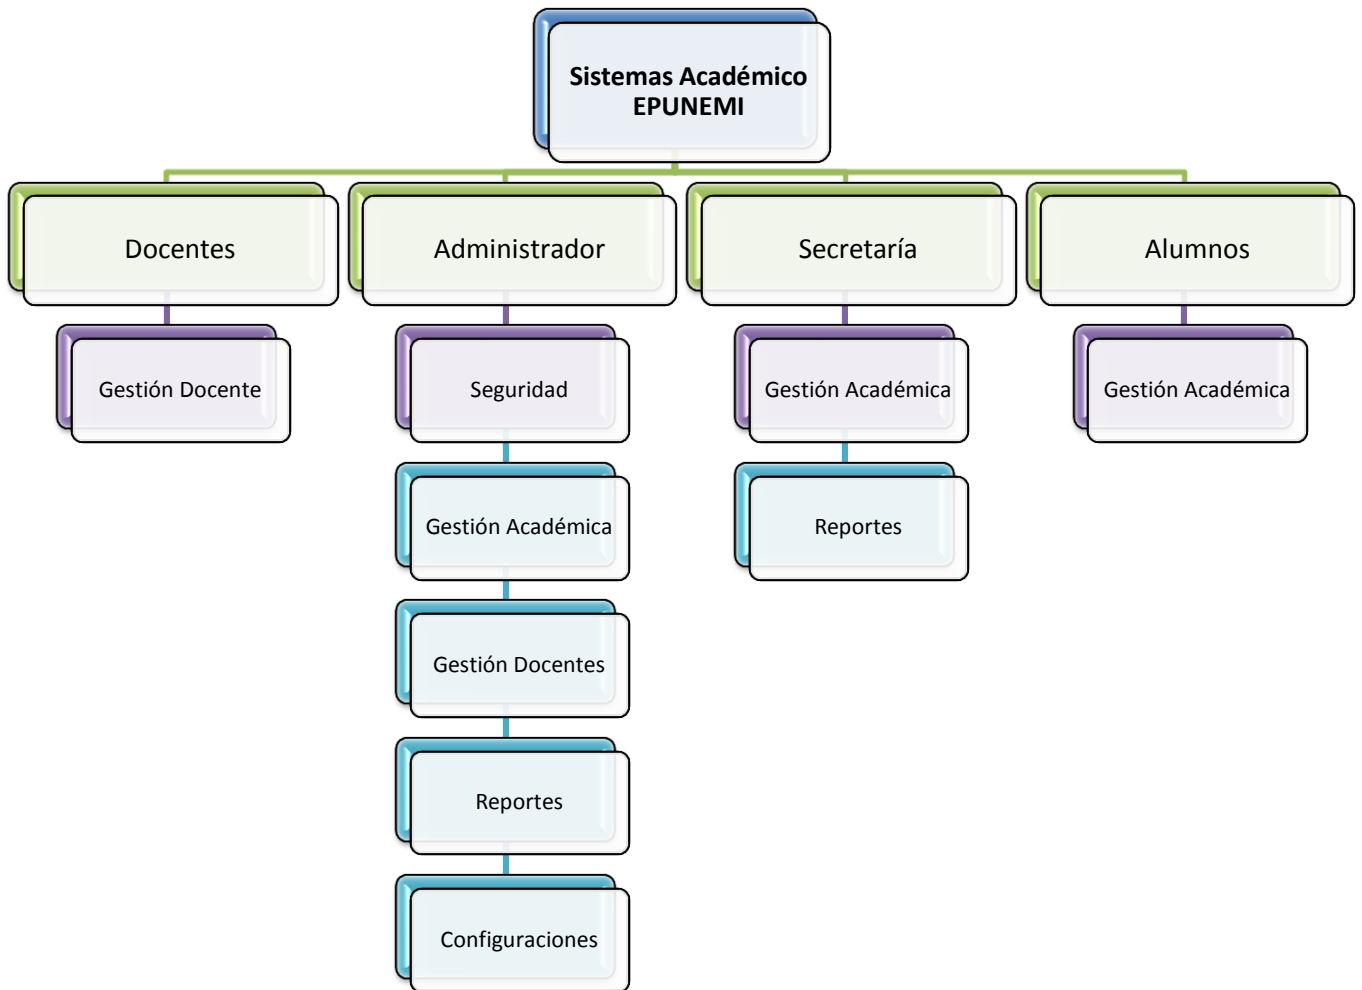 Sistemas Académico
EPUNEMI
Docentes
Administrador
Secretaría
Alumnos
Gestión Docente
Seguridad
Gestión Académica
Gestión Académica
Gestión Académica
Reportes
Gestión Docentes
Reportes
Configuraciones